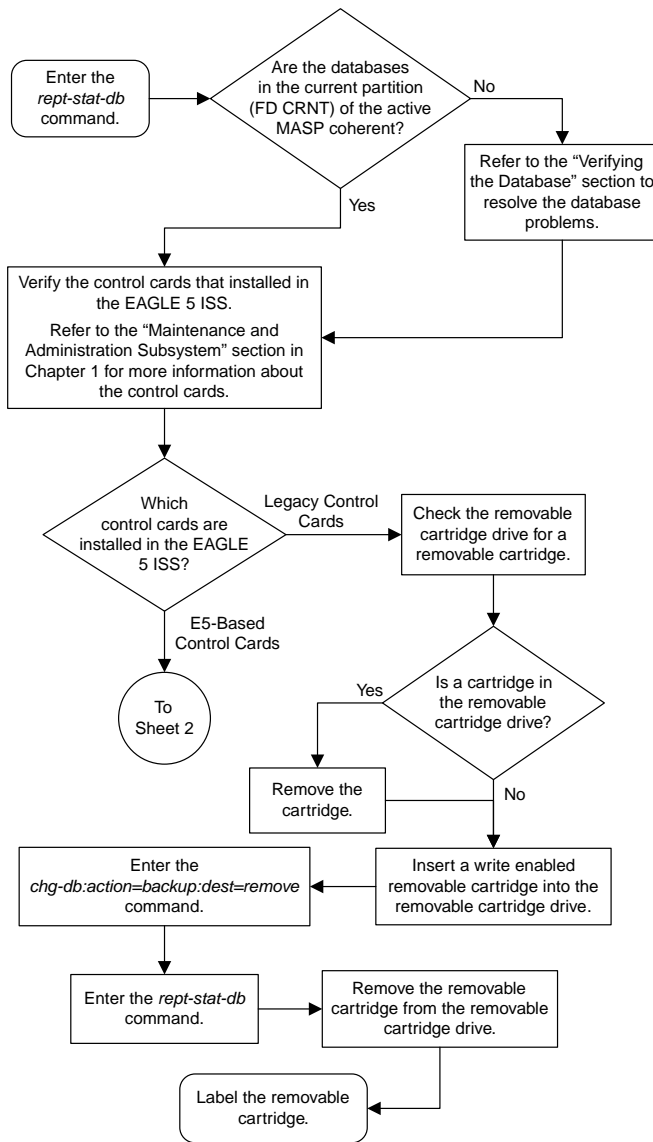 Enter the
rept-stat-db
command.
Are the databases
in the current partition
(FD CRNT) of the active
MASP coherent?
No
Yes
Refer to the “Verifying
the Database” section to
resolve the database
problems.
Verify the control cards that installed in
the EAGLE 5 ISS.
Refer to the “Maintenance and
Administration Subsystem” section in
Chapter 1 for more information about
the control cards.
Which
control cards are
installed in the EAGLE
5 ISS?
Legacy Control
Cards
Check the removable
cartridge drive for a
removable cartridge.
E5-Based
Control Cards
To
Sheet 2
Is a cartridge in
the removable
cartridge drive?
Yes
No
Remove the
cartridge.
Insert a write enabled
removable cartridge into the
removable cartridge drive.
Enter the
chg-db:action=backup:dest=remove
command.
Enter the rept-stat-db
command.
Remove the removable
cartridge from the removable
cartridge drive.
Label the removable
cartridge.